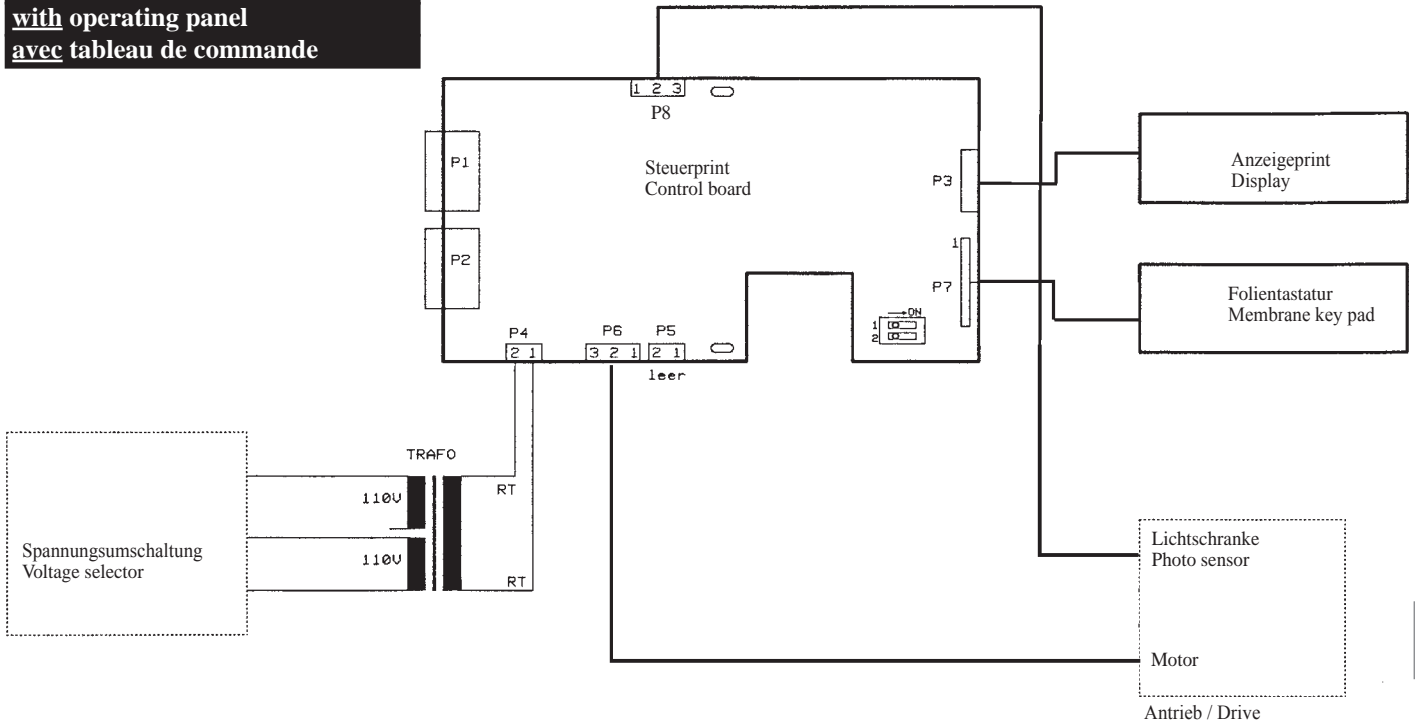 with operating panel
avec tableau de commande
1 2 3
P8
P1
Steuerprint
Control board
P3
Anzeigeprint
Display
P2
1
P7
Folientastatur
Membrane key pad
→ON
1
2
P4
P6
P5
2 1
3 2 1
2 1
leer
TRAFO
110V
RT
Spannungsumschaltung
Voltage selector
110V
RT
Lichtschranke
Photo sensor
Motor
Antrieb / Drive